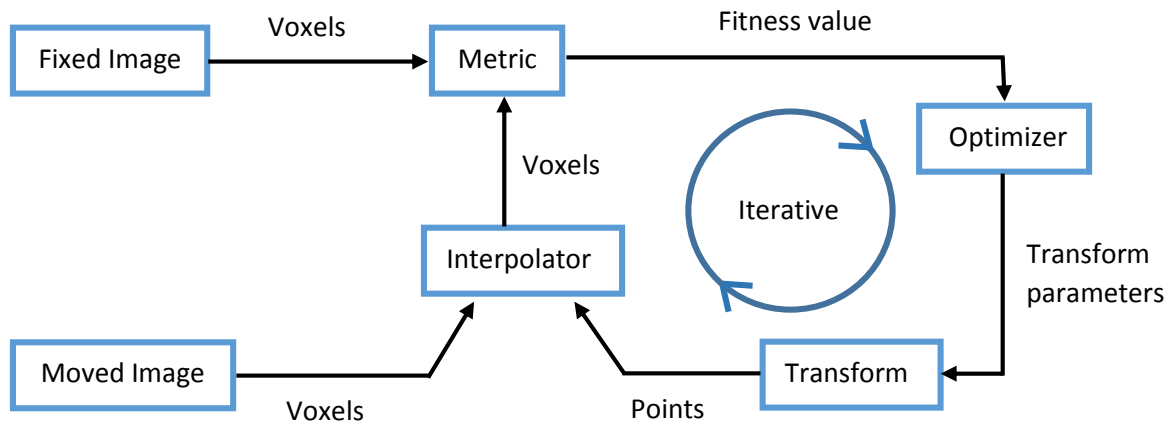 Voxels
Fitness value
Fixed Image
Metric
Optimizer
Voxels
Iterative
Interpolator
Transform
parameters
Moved Image
Transform
Voxels
Points